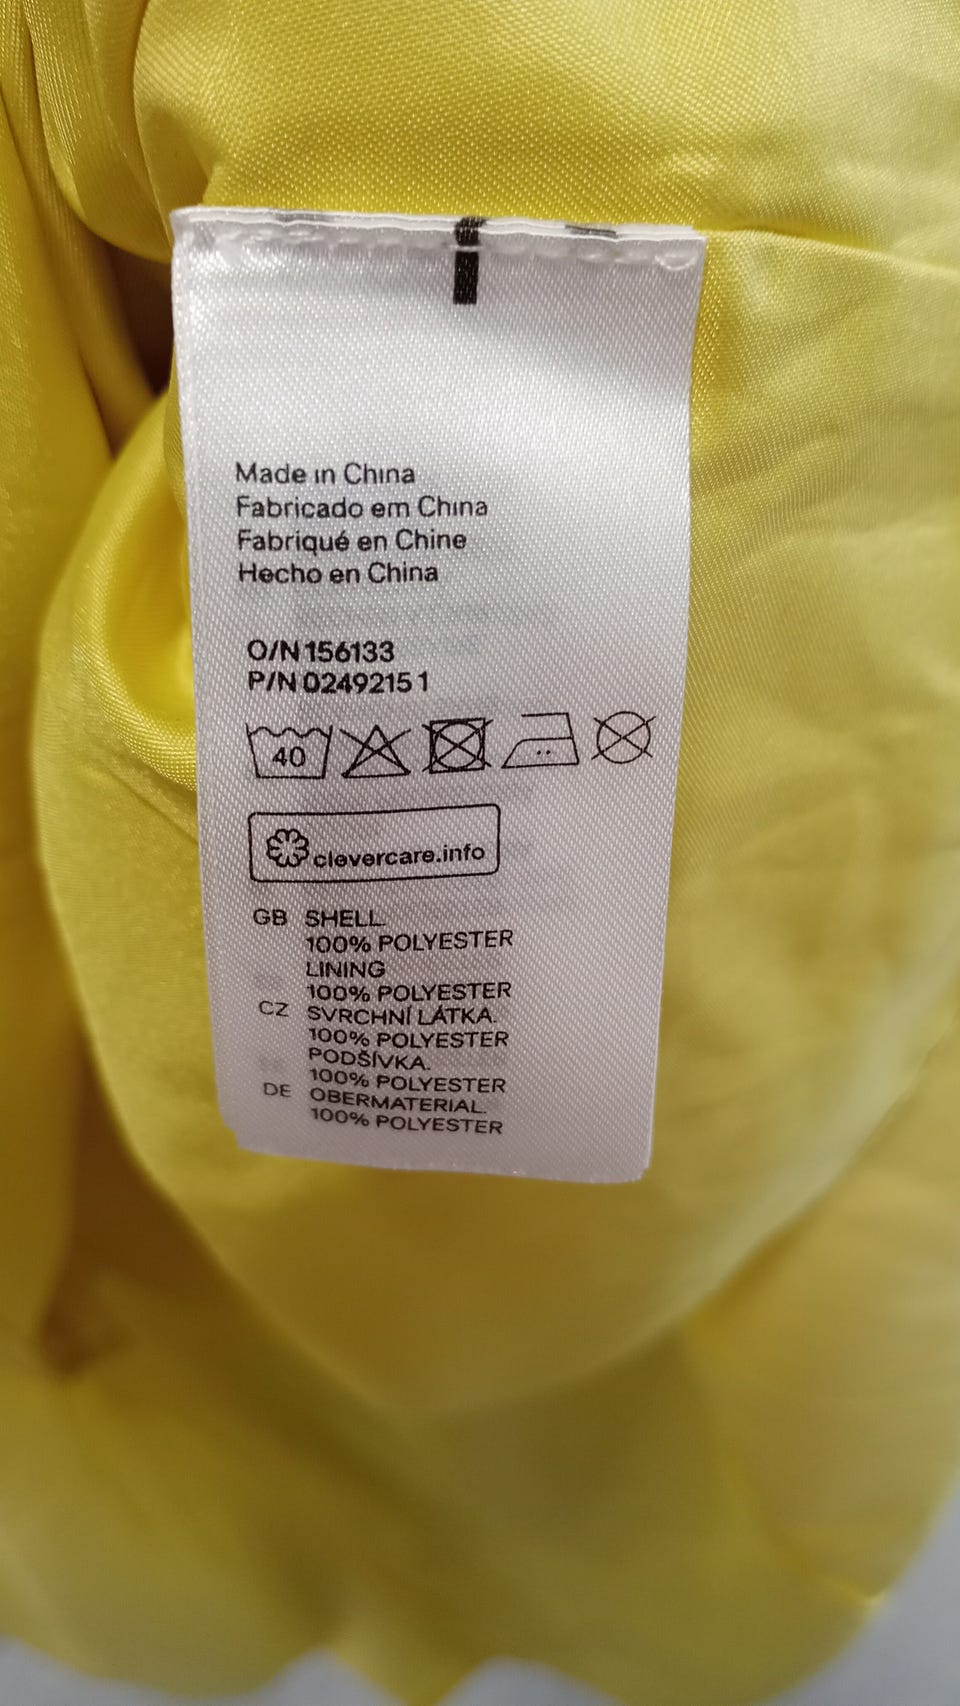 Made in China
Fabricado em China
Fabriqué en Chine
Hecho en China
O/N 156133
P/N 02492151
40
clevercare.info
GB SHELL.
100% POLYESTER
LINING
100% POLYESTER
CZ SVRCHNÍ LÁTKA.
100% POLYESTER
PODŠÍVKA.
100% POLYESTER
DE OBERMATERIAL.
100% POLYESTER